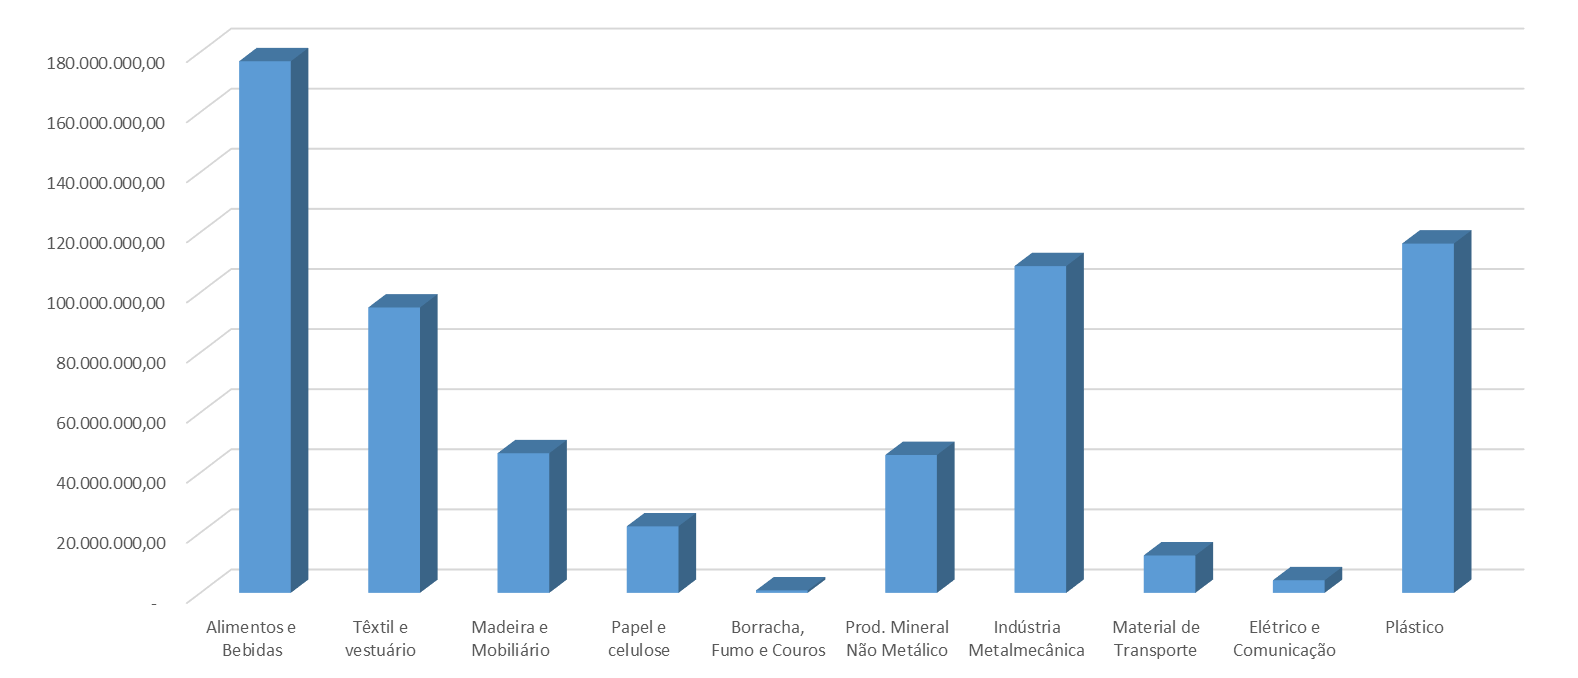 180.000.000,00
160.000.000,00
140.000.000,00
120.000.000,00
100.000.000,00
80.000.000,00
60.000.000,00
40.000.000,00
20.000.000,00
-
Alimentos e
Bebidas
Têxtil e
vestuário
Madeira e
Mobiliário
Papel e
celulose
Borracha,
Fumo e Couros
Prod. Mineral
Não Metálico
Indústria
Metalmecânica
Material de
Transporte
Elétrico e
Comunicação
Plástico